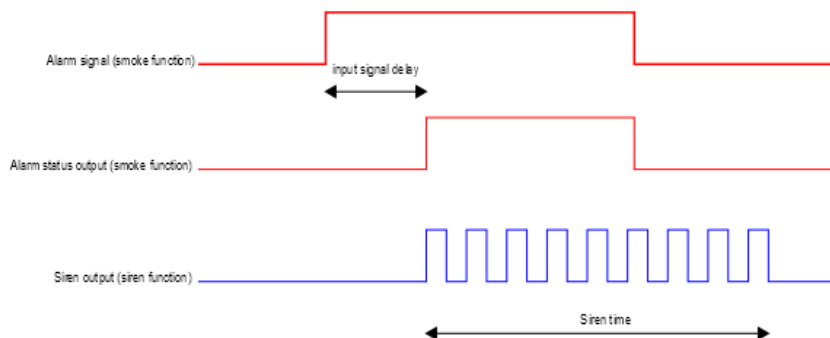 Alarm signal (smoke function)
input signal delay
Alarm status output (smoke function)
Siren output (siren function)
Siren time